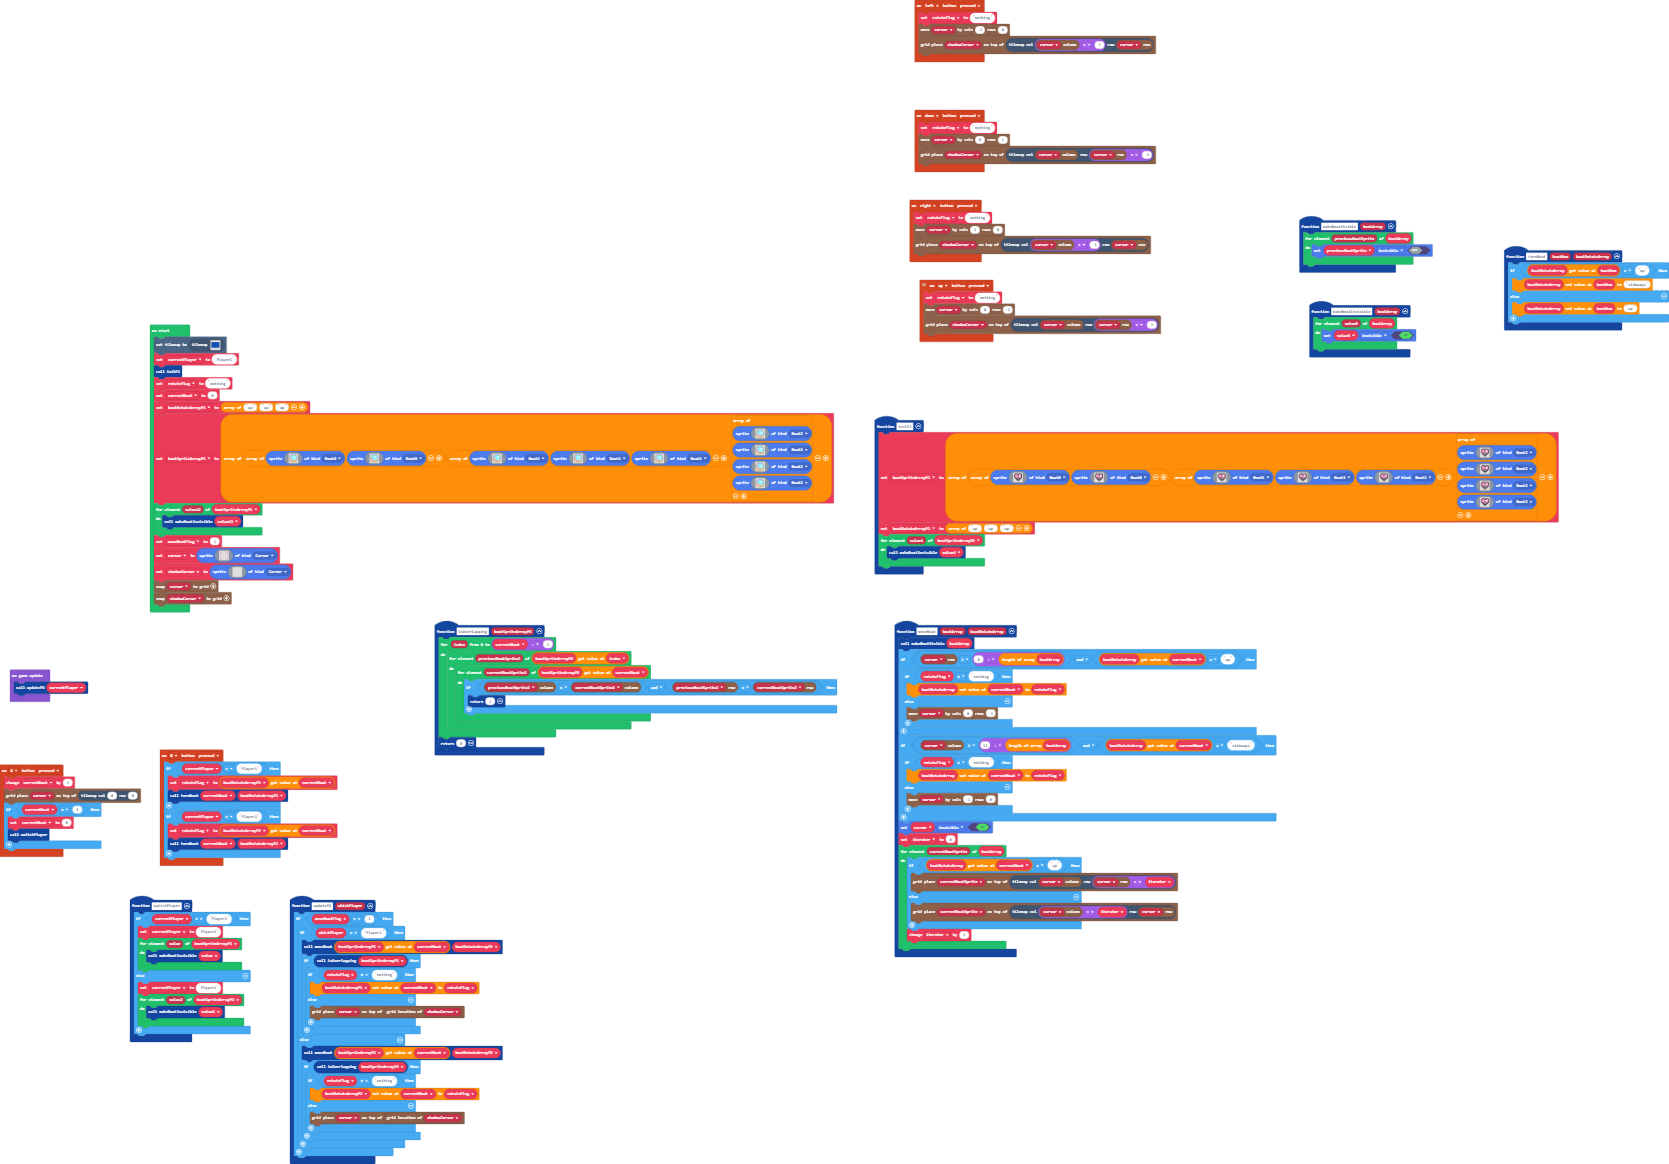 on left button pressed
set rotateFlag to nothing
move cursor by cols rows 0
grid place shadowCursor on top of tilemap col cursor column + 1 row cursor row
on down button pressed
set rotateFlag to nothing
move cursor by cols 0 rows
grid place shadowCursor on top of tilemap col cursor column row cursor row
on right button pressed
set rotateFlag to nothing
move cursor by cols 1 rows 0
grid place shadowCursor on top of tilemap col cursor column row cursor row
on up button pressed
set rotateFlag to nothing
move cursor by cols 0 rows
grid place shadowCursor on top of tilemap col cursor column row cursor row + 1
function makeBoatVisible boatArray
for element previousBoatSprite of boatArray
do set previousBoatSprite invisible
function makeBoatInvisible boatArray
for element value4 of boatArray
do set value4 invisible
function turnBoat boatNum boatRotateArray
if boatRotateArray get value at boatNum = up then
boatRotateArray set value at boatNum to sideways
else
boatRotateArray set value at boatNum to up
on start
set tilemap to tilemap
set currentPlayer to Player1
call initP2
set rotateFlag to nothing
set currentBoat to 0
set boatRotateArrayP1 to array of up up up
set boatSpriteArrayP1 to array of array of sprite of kind Boat0 sprite of kind Boat0 array of sprite of kind Boat1 sprite of kind Boat1 sprite of kind Boat1
array of
sprite of kind Boat2
sprite of kind Boat2
sprite of kind Boat2
sprite of kind Boat2
for element value2 of boatSpriteArrayP1
do call makeBoatInvisible value2
set moveBoatFlag to 1
set cursor to sprite of kind Cursor
set shadowCursor to sprite of kind Cursor
snap cursor to grid
snap shadowCursor to grid
function initP2
set boatSpriteArrayP2 to array of array of sprite of kind Boat0 sprite of kind Boat0 array of sprite of kind Boat1 sprite of kind Boat1 sprite of kind Boat1
array of
sprite of kind Boat2
sprite of kind Boat2
sprite of kind Boat2
sprite of kind Boat2
set boatRotateArrayP2 to array of up up up
for element of boatSpriteArrayP2
do call makeBoatInvisible
on game update
call updatePX currentPlayer
function isOverlapping boatSpriteArrayPX
for index from 0 to currentBoat - 1
do for element previousBoatSprite2 of boatSpriteArrayPX get value at index
do for element currentBoatSprite2 of boatSpriteArrayPX get value at currentBoat
do if previousBoatSprite2 column = currentBoatSprite2 column and previousBoatSprite2 row = currentBoatSprite2 row then
return 1
return 0
function moveBoat boatArray boatRotateArray
call makeBoatVisible boatArray
if cursor row length of array boatArray and boatRotateArray get value at currentBoat = up then
if rotateFlag nothing then
boatRotateArray set value at currentBoat to rotateFlag
else
move cursor by cols 0 rows
if cursor column length of array boatArray and boatRotateArray get value at currentBoat = sideways then
if rotateFlag nothing then
boatRotateArray set value at currentBoat to rotateFlag
else
move cursor by cols rows 0
set cursor invisible
set iterator to 0
for element currentBoatSprite of boatArray
do if boatRotateArray get value at currentBoat = up then
grid place currentBoatSprite on top of tilemap col cursor column row cursor row + iterator
else
grid place currentBoatSprite on top of tilemap col cursor column + iterator row cursor row
change iterator by 1
on A button pressed
change currentBoat by 1
grid place cursor on top of tilemap col 0 row 0
if currentBoat = 3 then
set currentBoat to 0
call switchPlayer
on B button pressed
if currentPlayer = Player1 then
set rotateFlag to boatRotateArrayP1 get value at currentBoat
call turnBoat currentBoat boatRotateArrayP1
if currentPlayer = Player2 then
set rotateFlag to boatRotateArrayP2 get value at currentBoat
call turnBoat currentBoat boatRotateArrayP2
function switchPlayer
if currentPlayer = Player1 then
set currentPlayer to Player2
for element value of boatSpriteArrayP1
do call makeBoatInvisible value
else
set currentPlayer to Player1
for element value3 of boatSpriteArrayP2
do call makeBoatInvisible value3
function updatePX whichPlayer
if moveBoatFlag = 1 then
if whichPlayer = Player1 then
call moveBoat boatSpriteArrayP1 get value at currentBoat boatRotateArrayP1
if call isOverlapping boatSpriteArrayP1 then
if rotateFlag nothing then
boatRotateArrayP1 set value at currentBoat to rotateFlag
else
grid place cursor on top of grid location of shadowCursor
else
call moveBoat boatSpriteArrayP2 get value at currentBoat boatRotateArrayP2
if call isOverlapping boatSpriteArrayP2 then
if rotateFlag nothing then
boatRotateArrayP2 set value at currentBoat to rotateFlag
else
grid place cursor on top of grid location of shadowCursor